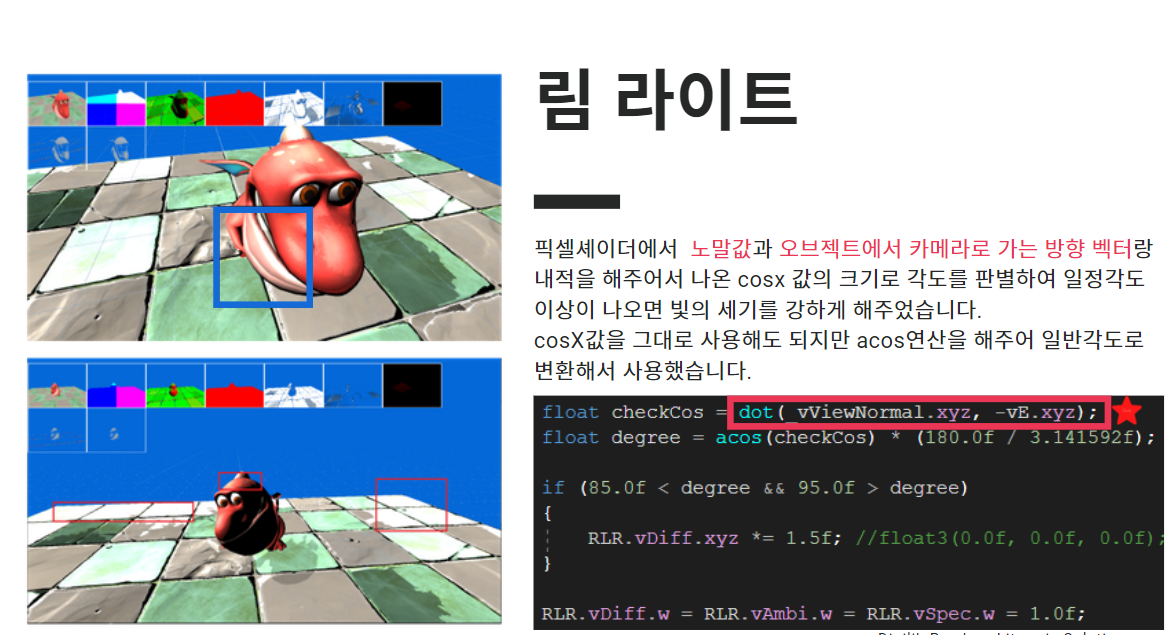 림 라이트
픽셀셰이더에서 노말값과 오브젝트에서 카메라로 가는 방향 벡터랑
내적을 해주어서 나온 cosx 값의 크기로 각도를 판별하여 일정각도
이상이 나오면 빛의 세기를 강하게 해주었습니다.
cosX값을 그대로 사용해도 되지만 acos연산을 해주어 일반각도로
변환해서 사용했습니다.
float checkCos = dot(_vViewNormal.xyz, -vE.xyz);
float degree = acos(checkCos) * (180.0f / 3.141592f);
if (85.0f < degree && 95.0f > degree)
{
RLR.vDiff.xyz *= 1.5f; //float3(0.0f, 0.0f, 0.0f);
}
RLR.vDiff.w = RLR.vAmbi.w = RLR.vSpec.w = 1.0f;